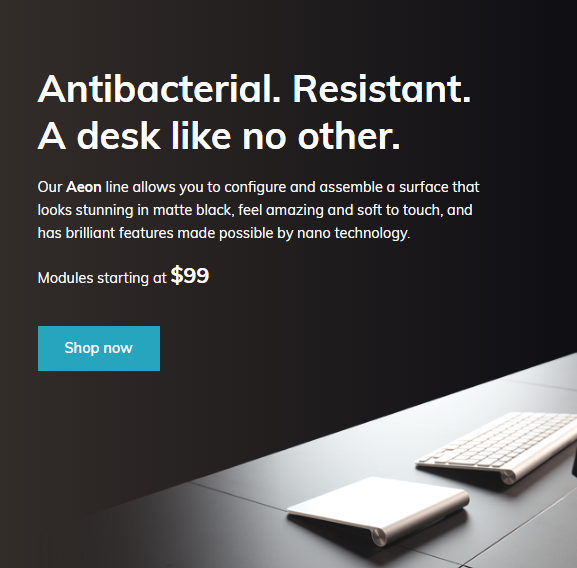 Antibacterial. Resistant.
A desk like no other.
Our Aeon line allows you to configure and assemble a surface that
looks stunning in matte black, feel amazing and soft to touch, and
has brilliant features made possible by nano technology.
Modules starting at $99
Shop now